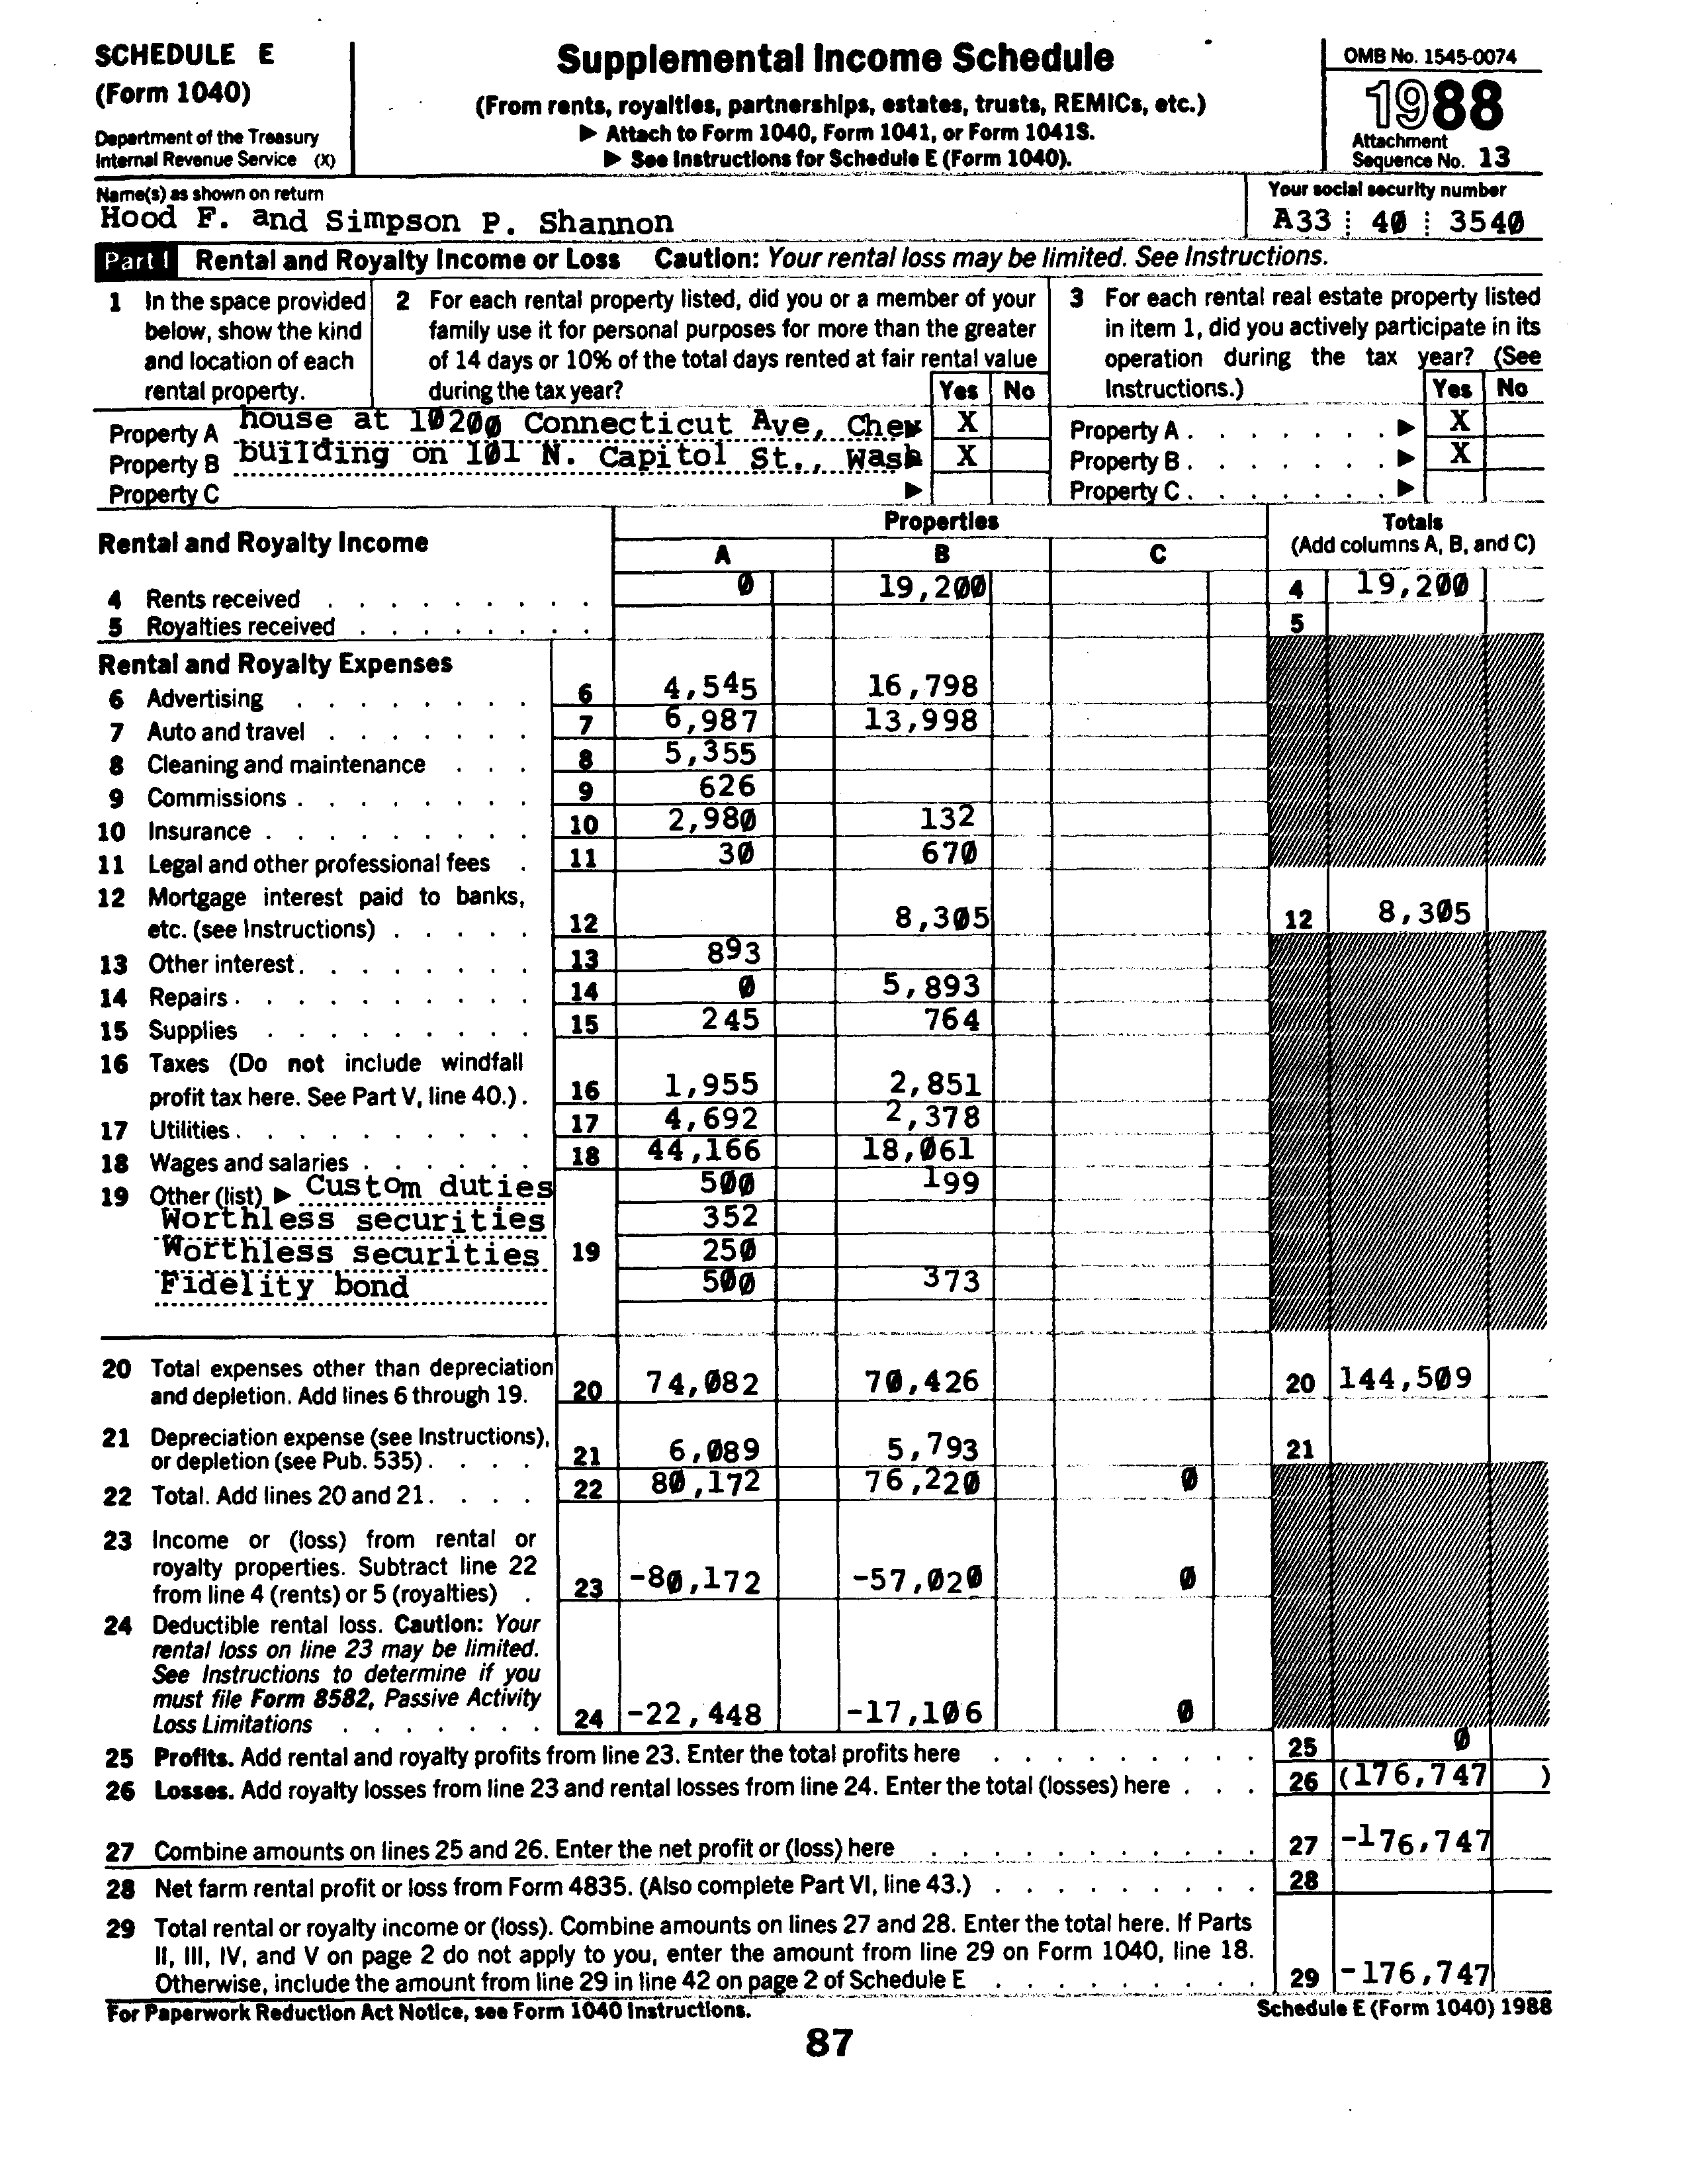 SCHEDULE E
(Form 1040)
Department of the Treasury
Internal Revenue Service (X)
Supplemental Income Schedule
(From rents, royalties, partnerships, estates, trusts, REMICs, etc.)
▶ Attach to Form 1040, Form 1041, or Form 1041S.
▶ See Instructions for Schedule E (Form 1040).
OMB No. 1545-0074
1988
Attachment
Sequence No. 13
Name(s) as shown on return
Hood F. and Simpson P. Shannon
Your social security number
A33 40 3540
Part I Rental and Royalty Income or Loss Caution: Your rental loss may be limited. See Instructions.
1 In the space provided
below, show the kind
and location of each
rental property.
2 For each rental property listed, did you or a member of your
family use it for personal purposes for more than the greater
of 14 days or 10% of the total days rented at fair rental value
during the tax year? Yes No
3 For each rental real estate property listed
in item 1, did you actively participate in its
operation during the tax year? (See
Instructions.) Yes No
Property A house at 10200 Connecticut Ave, Chev X Property A . . . . . . . ▶ X
Property B building on 101 N. Capitol St., Wash X Property B . . . . . . . ▶ X
Property C ▶ Property C . . . . . . . ▶
Rental and Royalty Income
Properties
A B C
Totals
(Add columns A, B, and C)
4 Rents received . . . . . . . . . 0 19,200 4 19,200
5 Royalties received . . . . . . . . 5
Rental and Royalty Expenses
6 Advertising . . . . . . . . 6 4,545 16,798
7 Auto and travel . . . . . . . 7 6,987 13,998
8 Cleaning and maintenance . . . 8 5,355
9 Commissions . . . . . . . . 9 626
10 Insurance . . . . . . . . . 10 2,980 132
11 Legal and other professional fees . 11 30 670
12 Mortgage interest paid to banks,
etc. (see Instructions) . . . . . 12 8,305 12 8,305
13 Other interest . . . . . . . . 13 893
14 Repairs . . . . . . . . . . 14 0 5,893
15 Supplies . . . . . . . . . 15 245 764
16 Taxes (Do not include windfall
profit tax here. See Part V, line 40.) . 16 1,955 2,851
17 Utilities . . . . . . . . . . 17 4,692 2,378
18 Wages and salaries . . . . . . 18 44,166 18,061
19 Other (list) ▶ Custom duties 500 199
Worthless securities 352
Worthless securities 19 250
Fidelity bond 500 373
20 Total expenses other than depreciation
and depletion. Add lines 6 through 19. 20 74,082 70,426 20 144,509
21 Depreciation expense (see Instructions),
or depletion (see Pub. 535) . . . . 21 6,089 5,793 21
22 Total. Add lines 20 and 21 . . . . 22 80,172 76,220 0
23 Income or (loss) from rental or
royalty properties. Subtract line 22
from line 4 (rents) or 5 (royalties) . 23 -80,172 -57,020 0
24 Deductible rental loss. Caution: Your
rental loss on line 23 may be limited.
See Instructions to determine if you
must file Form 8582, Passive Activity
Loss Limitations . . . . . . . 24 -22,448 -17,106 0
25 Profits. Add rental and royalty profits from line 23. Enter the total profits here . . . . . . . . . 25 0
26 Losses. Add royalty losses from line 23 and rental losses from line 24. Enter the total (losses) here . . . 26 (176,747 )
27 Combine amounts on lines 25 and 26. Enter the net profit or (loss) here . . . . . . . . . . . 27 -176,747
28 Net farm rental profit or loss from Form 4835. (Also complete Part VI, line 43.) . . . . . . . . . 28
29 Total rental or royalty income or (loss). Combine amounts on lines 27 and 28. Enter the total here. If Parts
II, III, IV, and V on page 2 do not apply to you, enter the amount from line 29 on Form 1040, line 18.
Otherwise, include the amount from line 29 in line 42 on page 2 of Schedule E . . . . . . . . . 29 -176,747
For Paperwork Reduction Act Notice, see Form 1040 Instructions. Schedule E (Form 1040) 1988
87